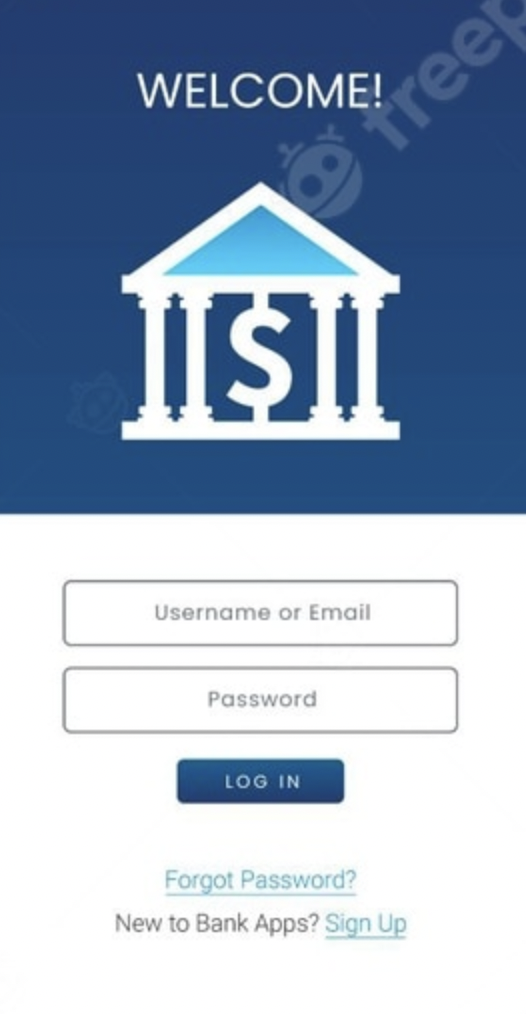 WELCOME!
freep
$
Username or Email
Password
LOG IN
Forgot Password?
New to Bank Apps? Sign Up